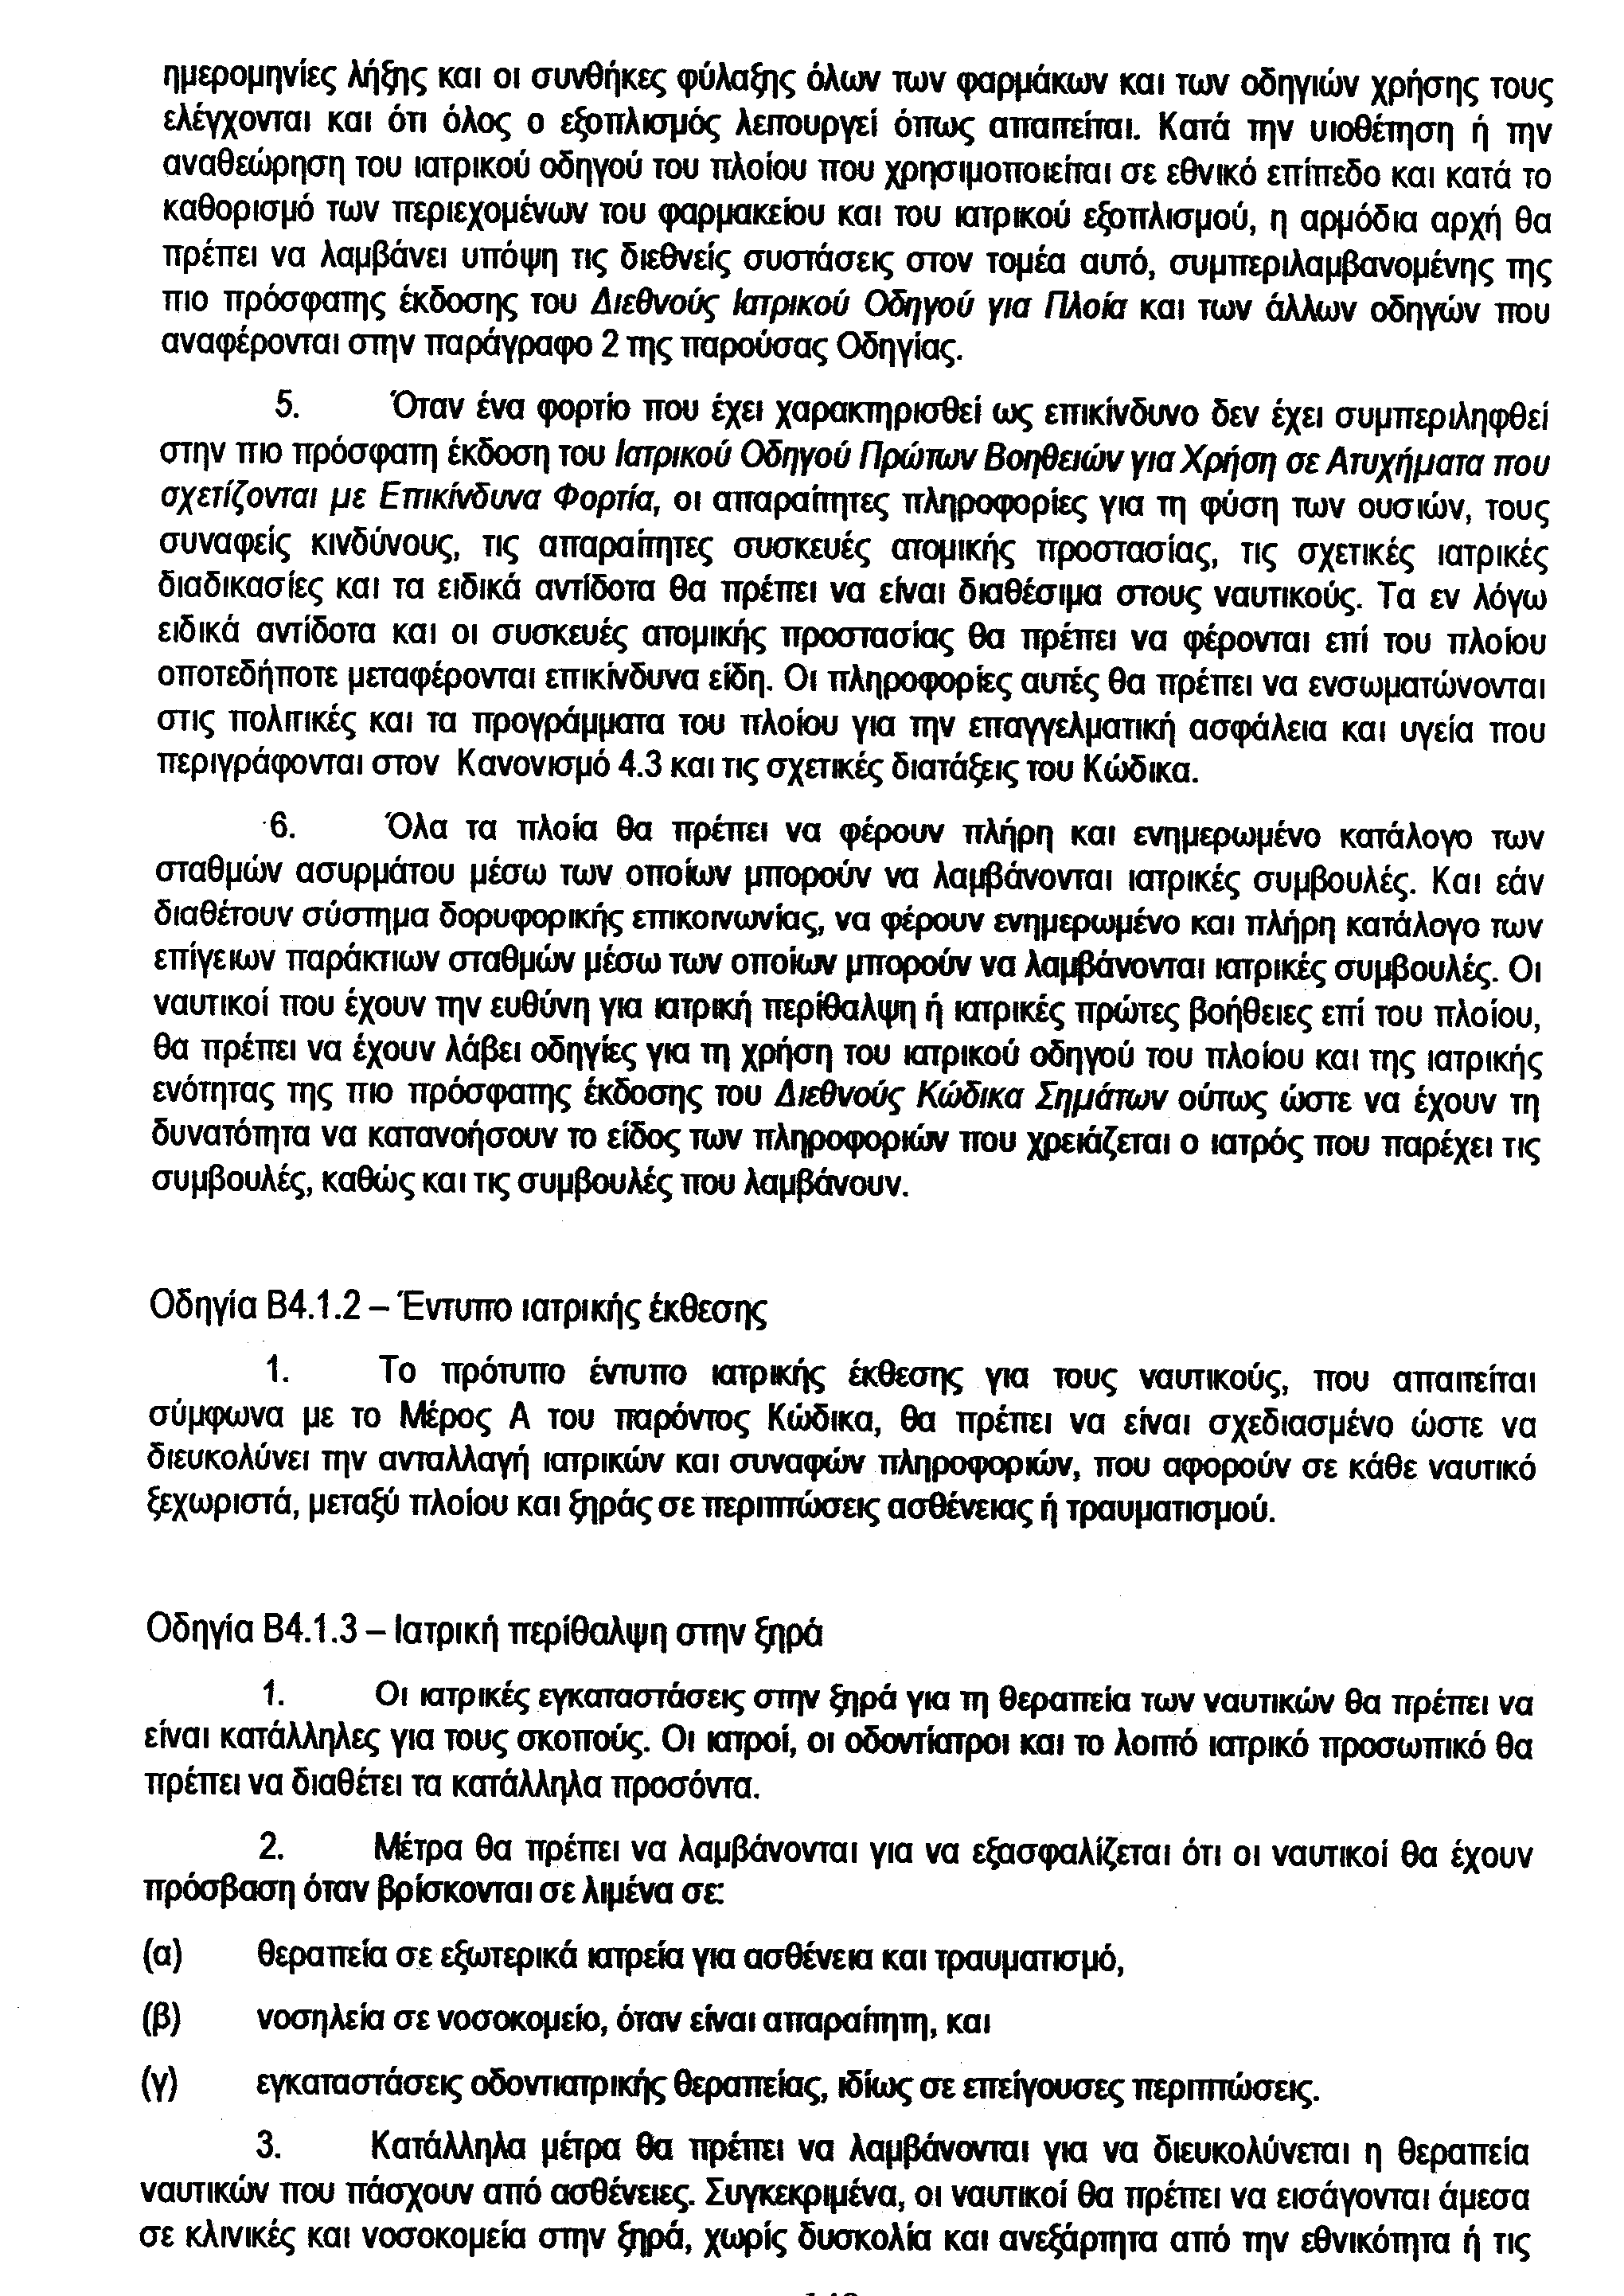 ημερομηνίες λήξης και οι συνθήκες φύλαξης όλων των φαρμάκων και των οδηγιών χρήσης τους
ελέγχονται και ότι όλος ο εξοπλισμός λειτουργεί όπως απαιτείται. Κατά την υιοθέτηση ή την
αναθεώρηση του ιατρικού οδηγού του πλοίου που χρησιμοποιείται σε εθνικό επίπεδο και κατά το
καθορισμό των περιεχομένων του φαρμακείου και του ιατρικού εξοπλισμού, η αρμόδια αρχή θα
πρέπει να λαμβάνει υπόψη τις διεθνείς συστάσεις στον τομέα αυτό, συμπεριλαμβανομένης της
πιο πρόσφατης έκδοσης του Διεθνούς Ιατρικού Οδηγού για Πλοία και των άλλων οδηγών που
αναφέρονται στην παράγραφο 2 της παρούσας Οδηγίας.
5. Όταν ένα φορτίο που έχει χαρακτηρισθεί ως επικίνδυνο δεν έχει συμπεριληφθεί
στην πιο πρόσφατη έκδοση του Ιατρικού Οδηγού Πρώτων Βοηθειών για Χρήση σε Ατυχήματα που
σχετίζονται με Επικίνδυνα Φορτία, οι απαραίτητες πληροφορίες για τη φύση των ουσιών, τους
συναφείς κινδύνους, τις απαραίτητες συσκευές ατομικής προστασίας, τις σχετικές ιατρικές
διαδικασίες και τα ειδικά αντίδοτα θα πρέπει να είναι διαθέσιμα στους ναυτικούς. Τα εν λόγω
ειδικά αντίδοτα και οι συσκευές ατομικής προστασίας θα πρέπει να φέρονται επί του πλοίου
οποτεδήποτε μεταφέρονται επικίνδυνα είδη. Οι πληροφορίες αυτές θα πρέπει να ενσωματώνονται
στις πολιτικές και τα προγράμματα του πλοίου για την επαγγελματική ασφάλεια και υγεία που
περιγράφονται στον Κανονισμό 4.3 και τις σχετικές διατάξεις του Κώδικα.
6. Όλα τα πλοία θα πρέπει να φέρουν πλήρη και ενημερωμένο κατάλογο των
σταθμών ασυρμάτου μέσω των οποίων μπορούν να λαμβάνονται ιατρικές συμβουλές. Και εάν
διαθέτουν σύστημα δορυφορικής επικοινωνίας, να φέρουν ενημερωμένο και πλήρη κατάλογο των
επίγειων παράκτιων σταθμών μέσω των οποίων μπορούν να λαμβάνονται ιατρικές συμβουλές. Οι
ναυτικοί που έχουν την ευθύνη για ιατρική περίθαλψη ή ιατρικές πρώτες βοήθειες επί του πλοίου,
θα πρέπει να έχουν λάβει οδηγίες για τη χρήση του ιατρικού οδηγού του πλοίου και της ιατρικής
ενότητας της πιο πρόσφατης έκδοσης του Διεθνούς Κώδικα Σημάτων ούτως ώστε να έχουν τη
δυνατότητα να κατανοήσουν το είδος των πληροφοριών που χρειάζεται ο ιατρός που παρέχει τις
συμβουλές, καθώς και τις συμβουλές που λαμβάνουν.
Οδηγία Β4.1.2 – Έντυπο ιατρικής έκθεσης
1. Το πρότυπο έντυπο ιατρικής έκθεσης για τους ναυτικούς, που απαιτείται
σύμφωνα με το Μέρος Α του παρόντος Κώδικα, θα πρέπει να είναι σχεδιασμένο ώστε να
διευκολύνει την ανταλλαγή ιατρικών και συναφών πληροφοριών, που αφορούν σε κάθε ναυτικό
ξεχωριστά, μεταξύ πλοίου και ξηράς σε περιπτώσεις ασθένειας ή τραυματισμού.
Οδηγία Β4.1.3 – Ιατρική περίθαλψη στην ξηρά
1. Οι ιατρικές εγκαταστάσεις στην ξηρά για τη θεραπεία των ναυτικών θα πρέπει να
είναι κατάλληλες για τους σκοπούς. Οι ιατροί, οι οδοντίατροι και το λοιπό ιατρικό προσωπικό θα
πρέπει να διαθέτει τα κατάλληλα προσόντα.
2. Μέτρα θα πρέπει να λαμβάνονται για να εξασφαλίζεται ότι οι ναυτικοί θα έχουν
πρόσβαση όταν βρίσκονται σε λιμένα σε:
(α) θεραπεία σε εξωτερικά ιατρεία για ασθένεια και τραυματισμό,
(β) νοσηλεία σε νοσοκομείο, όταν είναι απαραίτητη, και
(γ) εγκαταστάσεις οδοντιατρικής θεραπείας, ιδίως σε επείγουσες περιπτώσεις.
3. Κατάλληλα μέτρα θα πρέπει να λαμβάνονται για να διευκολύνεται η θεραπεία
ναυτικών που πάσχουν από ασθένειες. Συγκεκριμένα, οι ναυτικοί θα πρέπει να εισάγονται άμεσα
σε κλινικές και νοσοκομεία στην ξηρά, χωρίς δυσκολία και ανεξάρτητα από την εθνικότητα ή τις